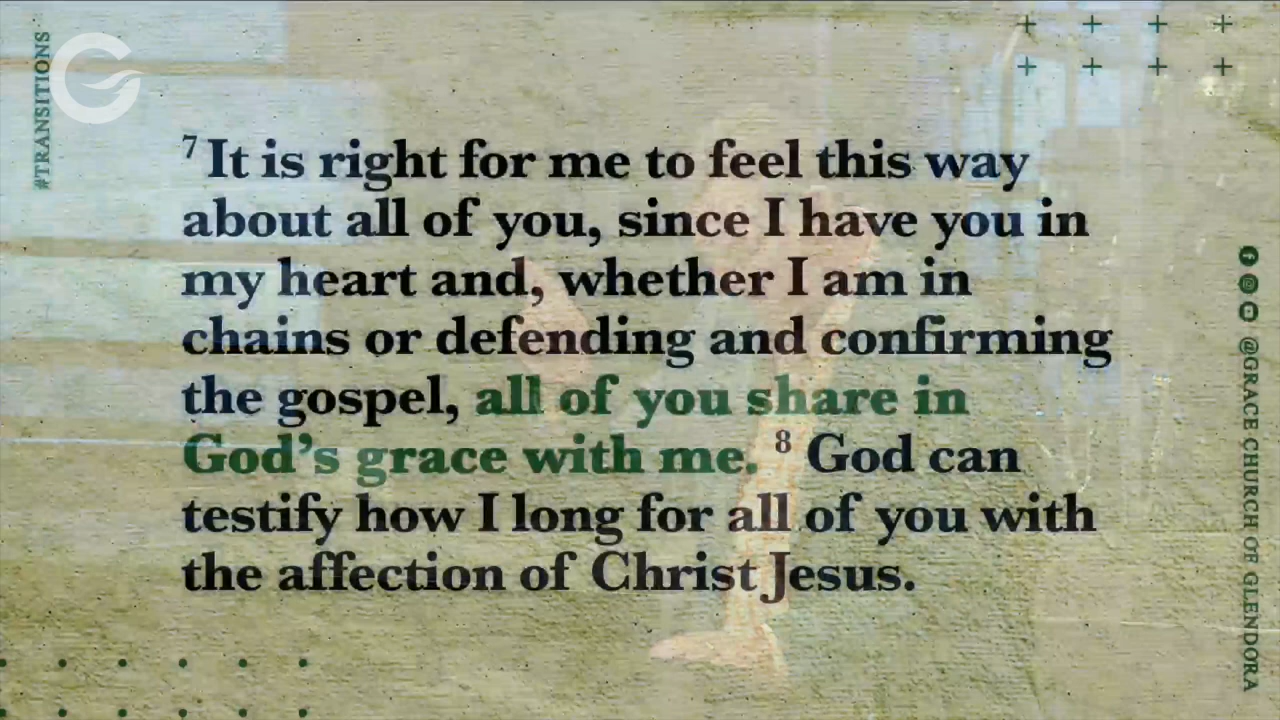 #TRANSITIONS
7 It is right for me to feel this way
about all of you, since I have you in
my heart and, whether I am in
chains or defending and confirming
the gospel, all of you share in
God’s grace with me. 8 God can
testify how I long for all of you with
the affection of Christ Jesus.
@GRACE CHURCH OF GLENDORA